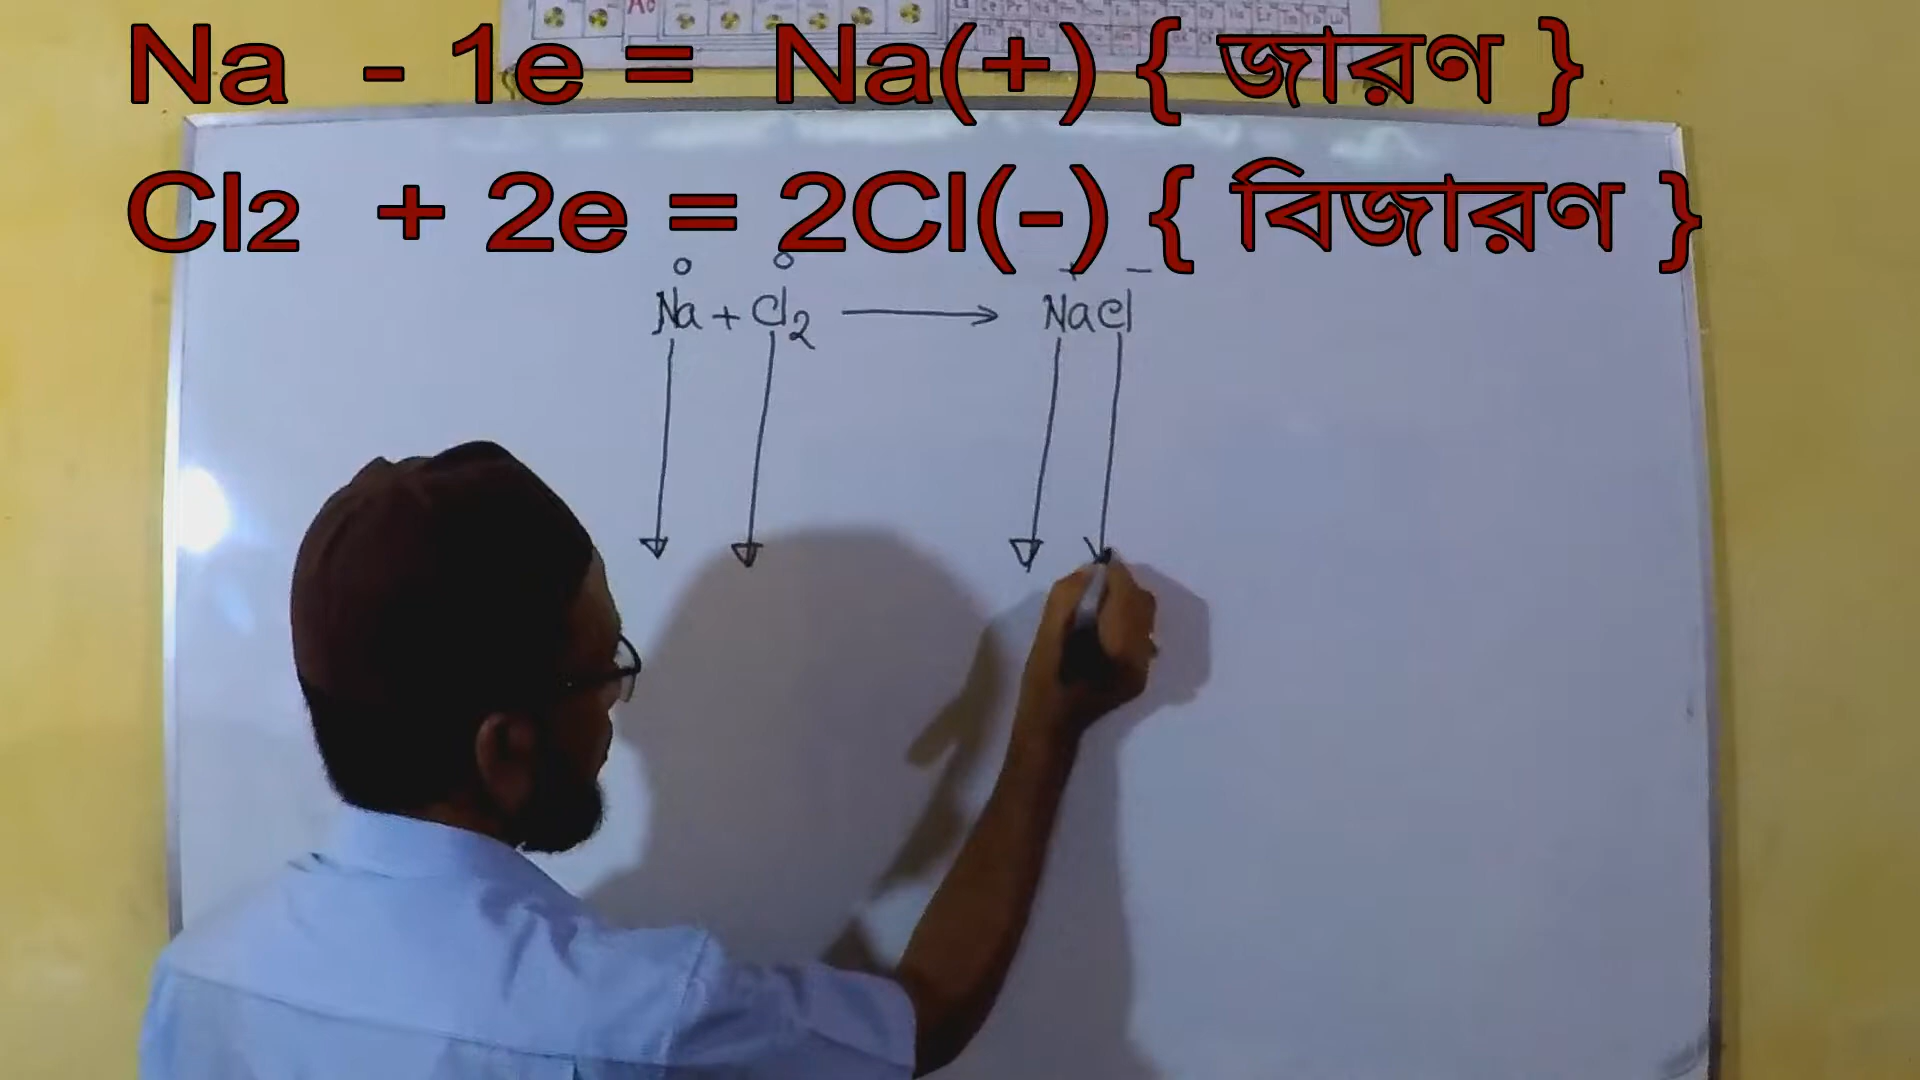 Na - 1e = Na(+) { জারণ }
Cl2 + 2e = 2Cl(-) { বিজারণ }
o o + -
Na + Cl2 → NaCl